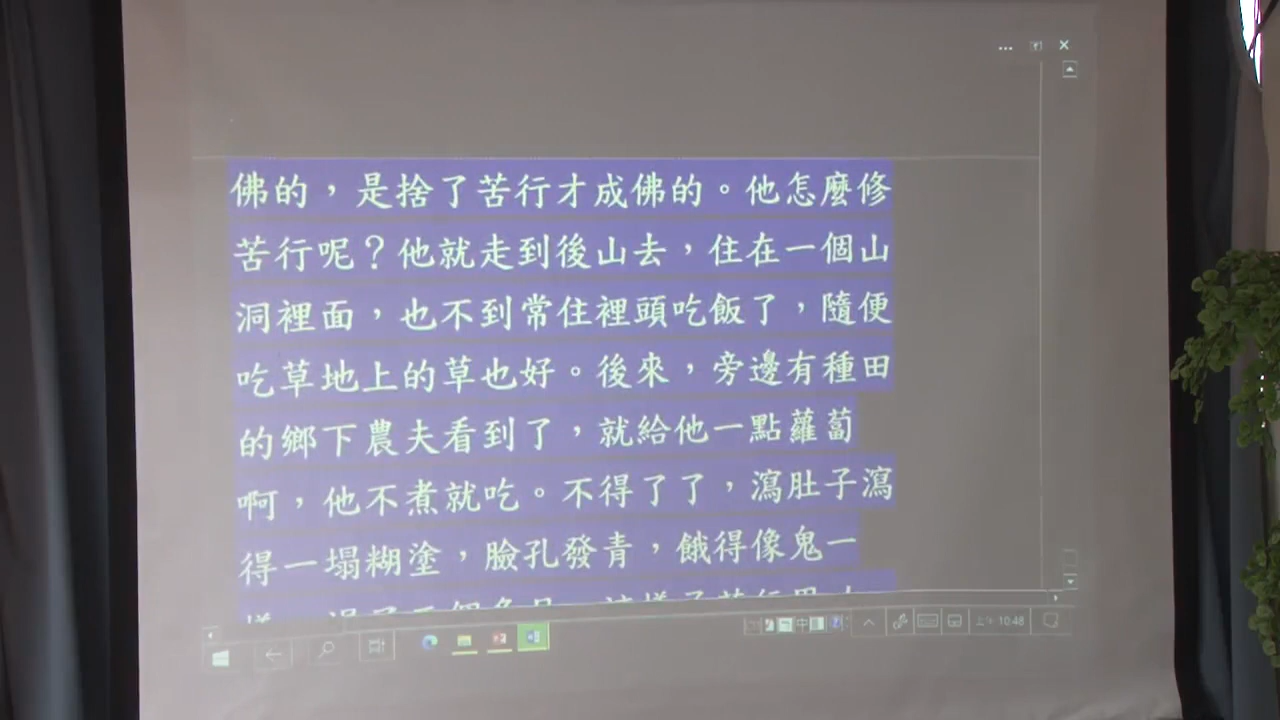 佛的，是捨了苦行才成佛的。他怎麼修
苦行呢？他就走到後山去，住在一個山
洞裡面，也不到常住裡頭吃飯了，隨便
吃草地上的草也好。後來，旁邊有種田
的鄉下農夫看到了，就給他一點蘿蔔
啊，他不煮就吃。不得了了，瀉肚子瀉
得一塌糊塗，臉孔發青，餓得像鬼一
中
上午 10:48